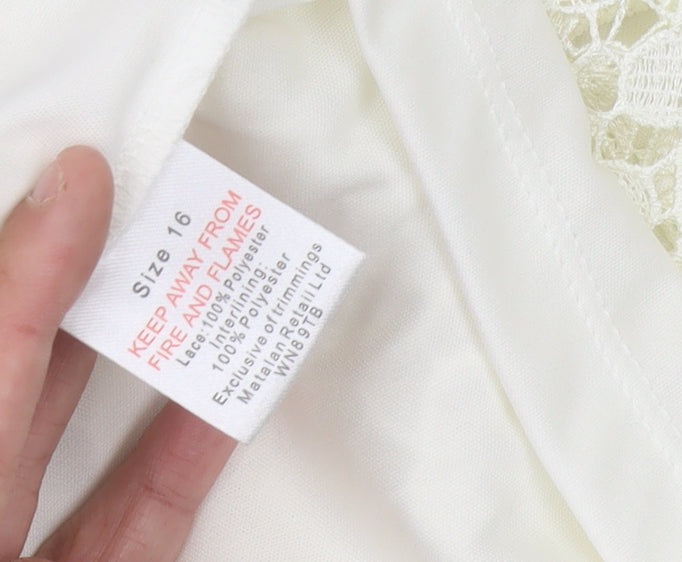 Size 16
KEEP AWAY FROM
FIRE AND FLAMES
Lace:100% Polyester
Interlining:
100% Polyester
Exclusive of trimmings
Matalan Retail Ltd
WN8 9TB